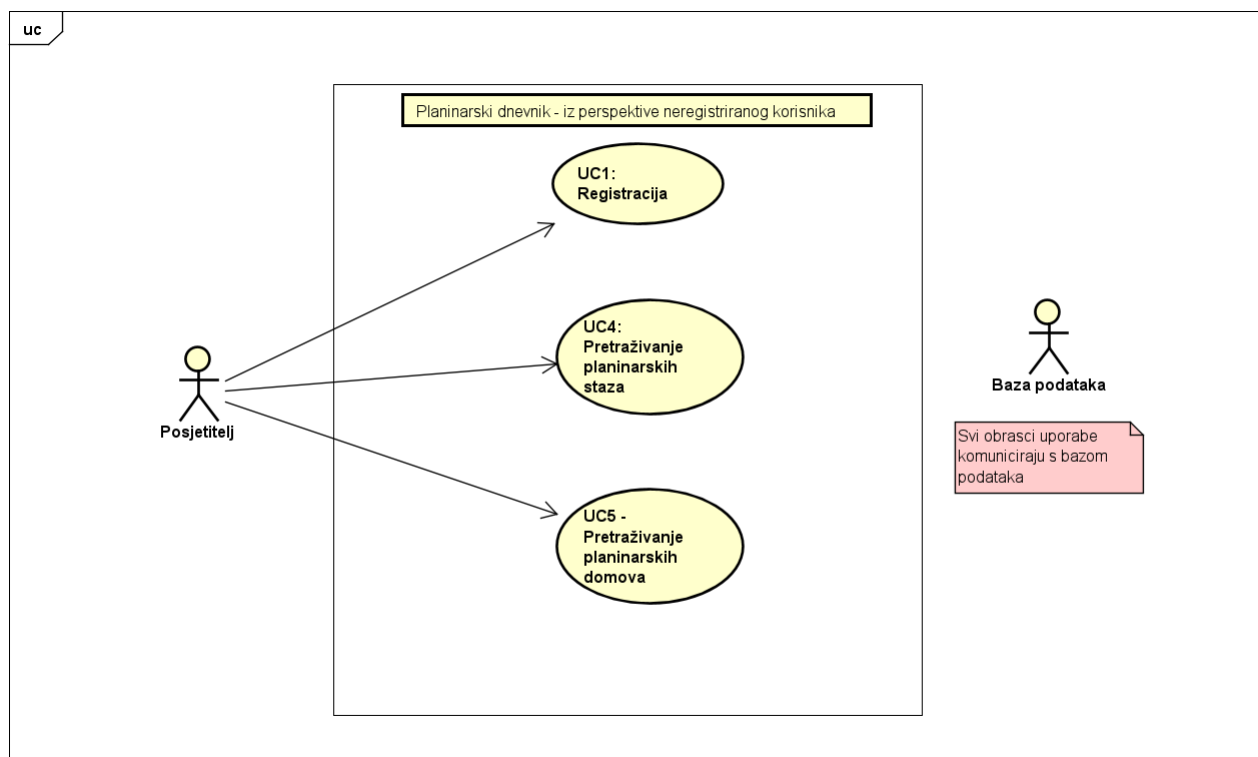 uc
Planinarski dnevnik - iz perspektive neregistriranog korisnika
UC1:
Registracija
UC4:
Pretraživanje
planinarskih
staza
Posjetitelj
Baza podataka
Svi obrasci uporabe
komuniciraju s bazom
podataka
UC5 -
Pretraživanje
planinarskih
domova